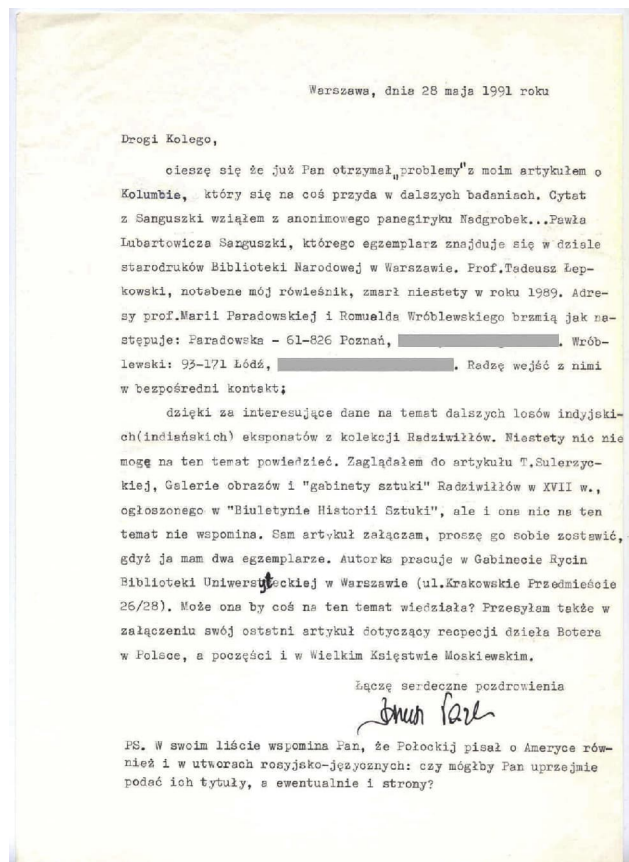 Warszawa, dnia 28 maja 1991 roku
Drogi Kolego,
cieszę się że już Pan otrzymał „problemy" z moim artykułem o
Kolumbie, który się na coś przyda w dalszych badaniach. Cytat
z Sanguszki wziąłem z anonimowego panegiryku Nadgrobek...Pawła
Lubartowicza Sanguszki, którego egzemplarz znajduje się w dziale
starodruków Biblioteki Narodowej w Warszawie. Prof.Tadeusz Łep-
kowski, notabene mój rówieśnik, zmarł niestety w roku 1989. Adre-
sy prof.Marii Paradowskiej i Romualda Wróblewskiego brzmią jak na-
stępuje: Paradowska - 61-826 Poznań, . Wrób-
lewski: 93-171 Łódź, . Radzę wejść z nimi
w bezpośredni kontakt;
dzięki za interesujące dane na temat dalszych losów indyjski-
ch(indiańskich) eksponatów z kolekcji Radziwiłłów. Niestety nic nie
mogę na ten temat powiedzieć. Zaglądałem do artykułu T.Sulerzyc-
kiej, Galerie obrazów i "gabinety sztuki" Radziwiłłów w XVII w.,
ogłoszonego w "Biuletynie Historii Sztuki", ale i ona nic na ten
temat nie wspomina. Sam artykuł załączam, proszę go sobie zostawić,
gdyż ja mam dwa egzemplarze. Autorka pracuje w Gabinecie Rycin
Biblioteki Uniwersyteckiej w Warszawie (ul.Krakowskie Przedmieście
26/28). Może ona by coś na ten temat wiedziała? Przesyłam także w
załączeniu swój ostatni artykuł dotyczący recpecji dzieła Botera
w Polsce, a poczęści i w Wielkim Księstwie Moskiewskim.
Łączę serdeczne pozdrowienia
PS. W swoim liście wspomina Pan, że Połockij pisał o Ameryce rów-
nież i w utworach rosyjsko-języcznych: czy mógłby Pan uprzejmie
podać ich tytuły, a ewentualnie i strony?